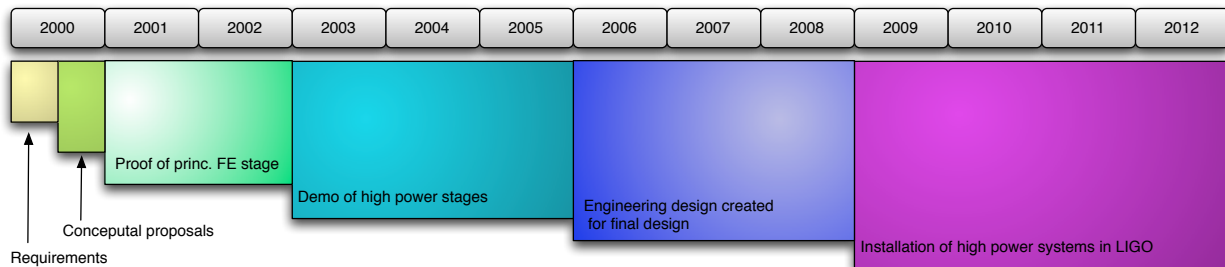 2000 2001 2002 2003 2004 2005 2006 2007 2008 2009 2010 2011 2012
Proof of princ. FE stage
Demo of high power stages
Engineering design created
for final design
Conceputal proposals
Installation of high power systems in LIGO
Requirements